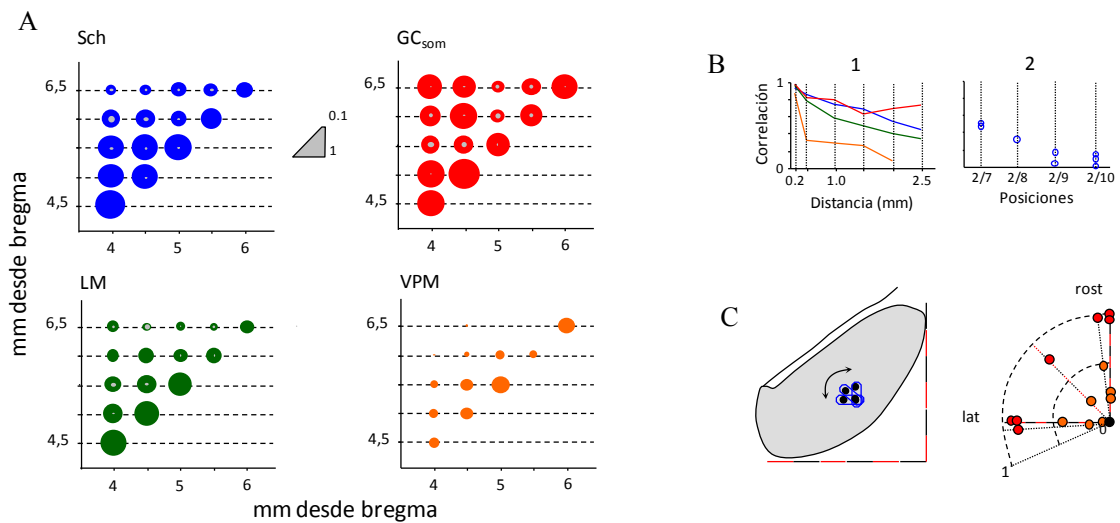 A
Sch
GCsom
6,5
4,5
4
5
6
0.1
1
6,5
4,5
4
5
6
LM
VPM
6,5
4,5
4
5
6
6,5
4,5
4
5
6
mm desde bregma
mm desde bregma
B
1
2
Correlación
1
0
0.2
1.0
2.5
Distancia (mm)
2/7
2/8
2/9
2/10
Posiciones
C
rost
lat
0
1